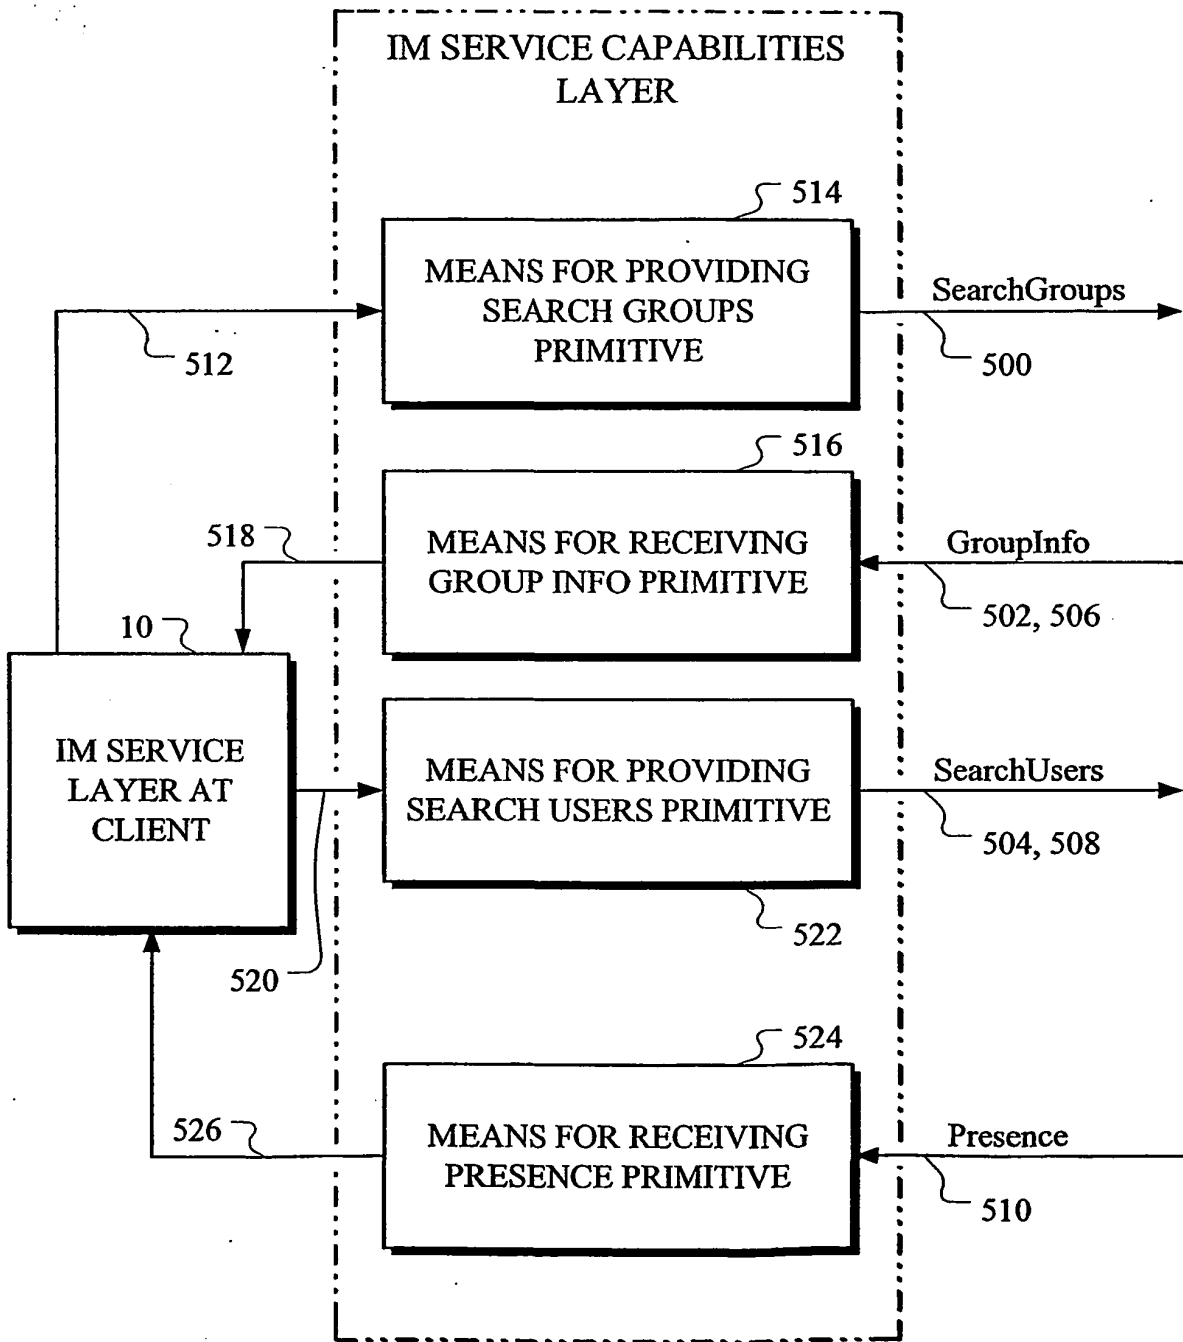 IM SERVICE CAPABILITIES
LAYER
514
MEANS FOR PROVIDING
SEARCH GROUPS
PRIMITIVE
SearchGroups
512
500
516
518
MEANS FOR RECEIVING
GROUP INFO PRIMITIVE
GroupInfo
502, 506
10
IM SERVICE
LAYER AT
CLIENT
MEANS FOR PROVIDING
SEARCH USERS PRIMITIVE
SearchUsers
504, 508
522
520
524
526
MEANS FOR RECEIVING
PRESENCE PRIMITIVE
Presence
510